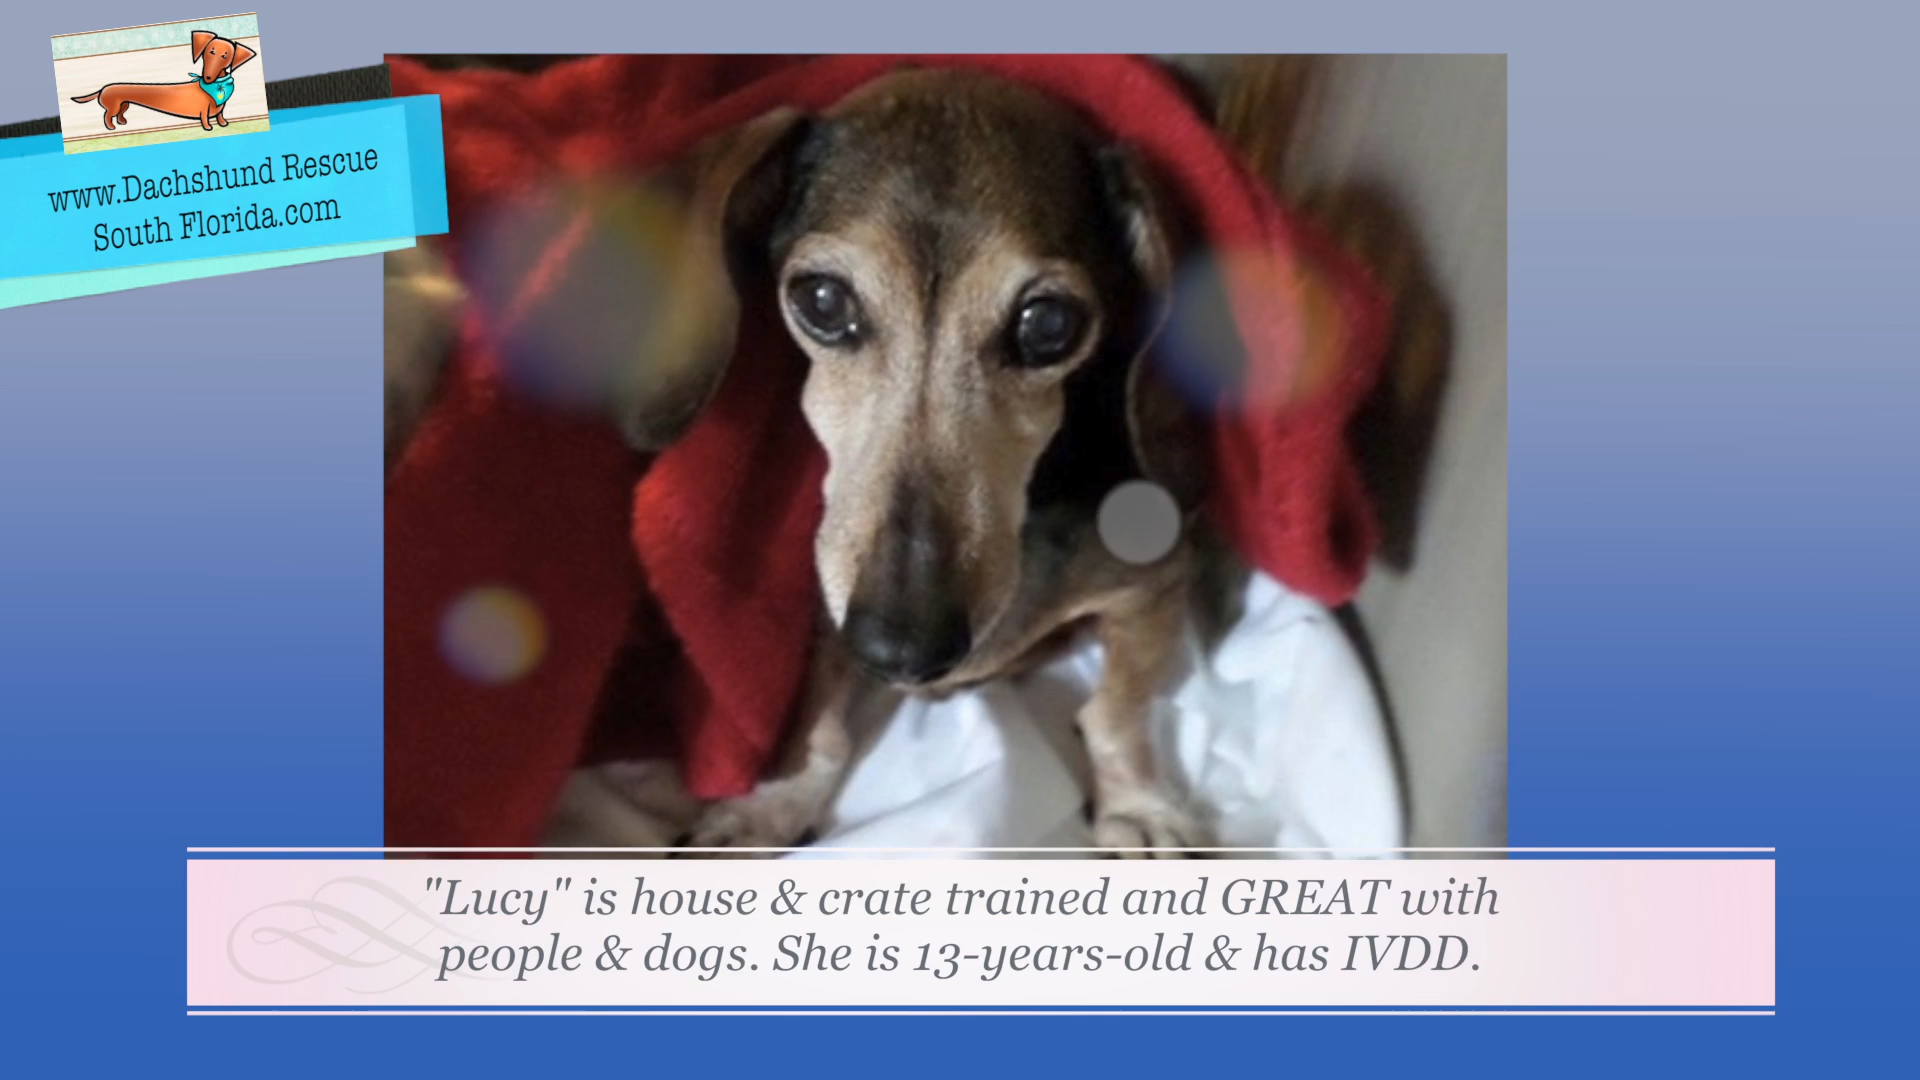 www.Dachshund Rescue
South Florida.com
"Lucy" is house & crate trained and GREAT with
people & dogs. She is 13-years-old & has IVDD.